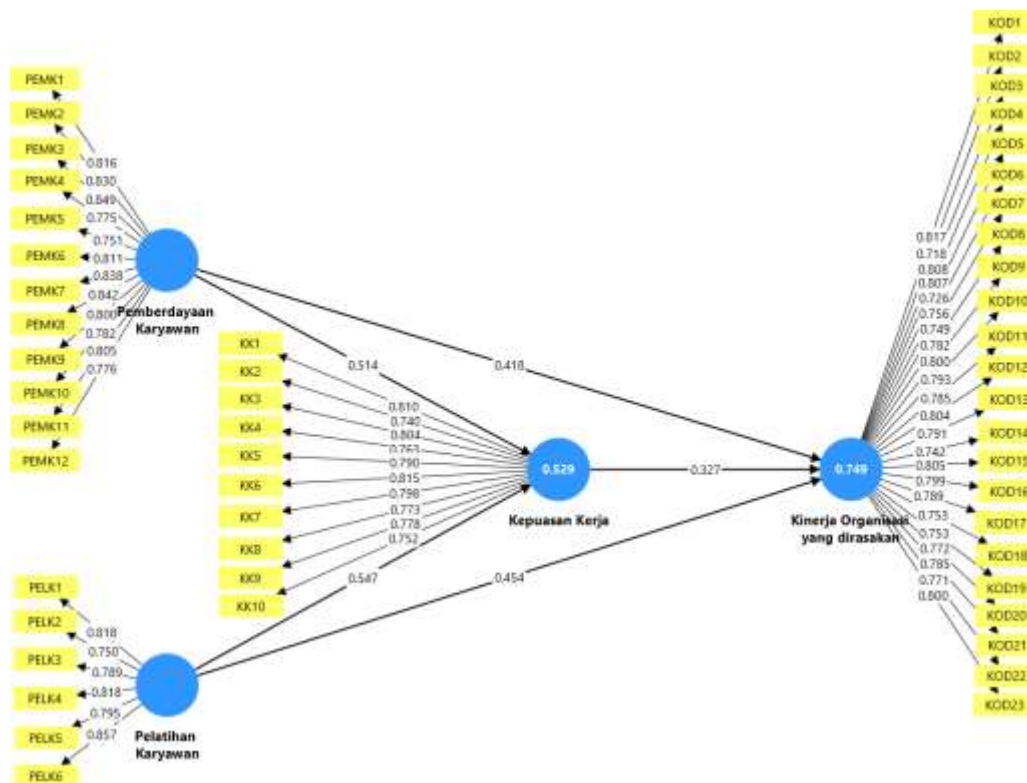 PEMK1
PEMK2
PEMK3
PEMK4
PEMK5
PEMK6
PEMK7
PEMK8
PEMK9
PEMK10
PEMK11
PEMK12
0.816
0.830
0.849
0.775
0.751
0.811
0.838
0.842
0.800
0.782
0.805
0.776
Pemberdayaan
Karyawan
0.514
0.418
KK1
KK2
KK3
KK4
KK5
KK6
KK7
KK8
KK9
KK10
0.810
0.740
0.804
0.763
0.790
0.815
0.798
0.773
0.778
0.752
0.529
Kepuasan Kerja
0.327
0.547
0.454
PELK1
PELK2
PELK3
PELK4
PELK5
PELK6
0.818
0.750
0.789
0.818
0.795
0.857
Pelatihan
Karyawan
0.749
Kinerja Organisasi
yang dirasakan
0.817
0.718
0.808
0.807
0.726
0.756
0.749
0.782
0.800
0.793
0.785
0.804
0.791
0.742
0.805
0.799
0.789
0.753
0.753
0.772
0.785
0.771
0.800
KOD1
KOD2
KOD3
KOD4
KOD5
KOD6
KOD7
KOD8
KOD9
KOD10
KOD11
KOD12
KOD13
KOD14
KOD15
KOD16
KOD17
KOD18
KOD19
KOD20
KOD21
KOD22
KOD23